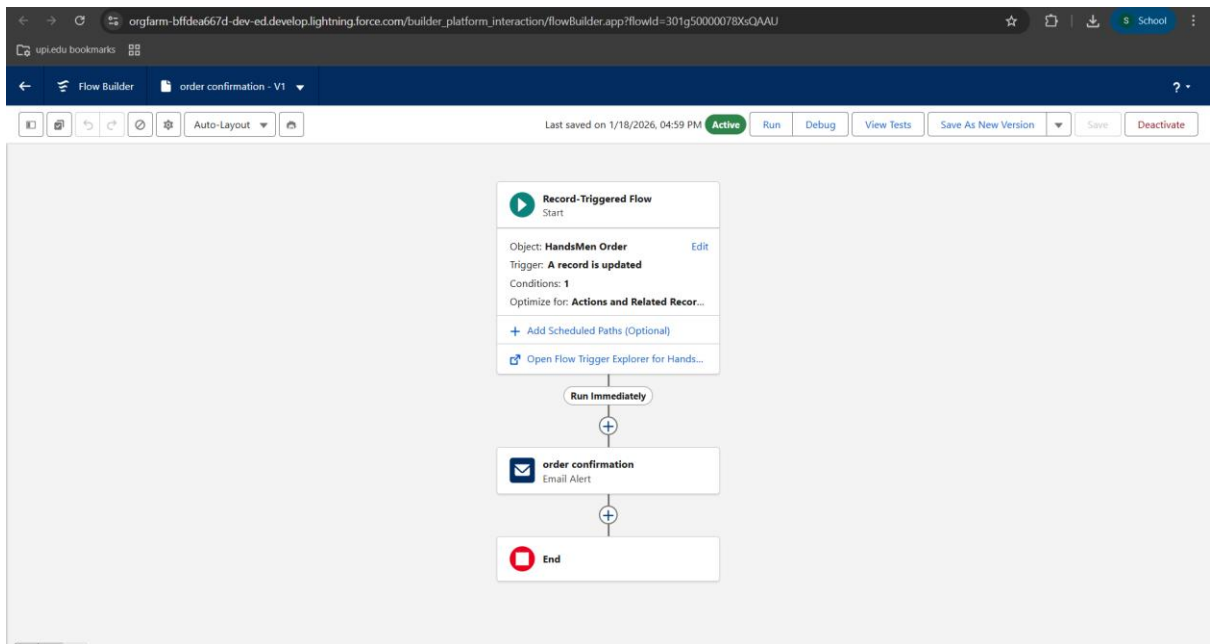 orgfarm-bffdea667d-dev-ed.develop.lightning.force.com/builder_platform_interaction/flowBuilder.app?flowId=301g50000078XsQAAU
S School
upi.edu bookmarks
Flow Builder
order confirmation - V1
?
Auto-Layout
Last saved on 1/18/2026, 04:59 PM Active
Run
Debug
View Tests
Save As New Version
Save
Deactivate
Record-Triggered Flow
Start
Object: HandsMen Order Edit
Trigger: A record is updated
Conditions: 1
Optimize for: Actions and Related Recor...
+ Add Scheduled Paths (Optional)
Open Flow Trigger Explorer for Hands...
Run Immediately
order confirmation
Email Alert
End